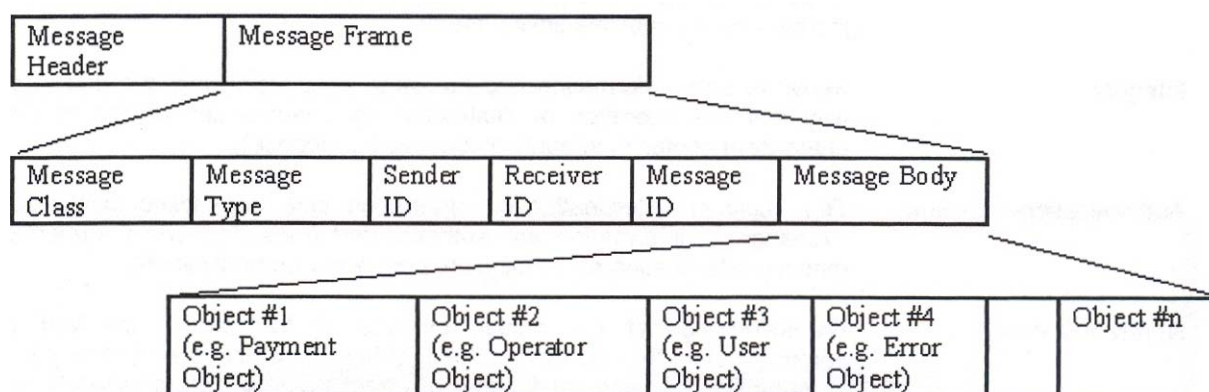 Message Header
Message Frame
Message Class
Message Type
Sender ID
Receiver ID
Message ID
Message Body
Object #1 (e.g. Payment Object)
Object #2 (e.g. Operator Object)
Object #3 (e.g. User Object)
Object #4 (e.g. Error Object)
Object #n